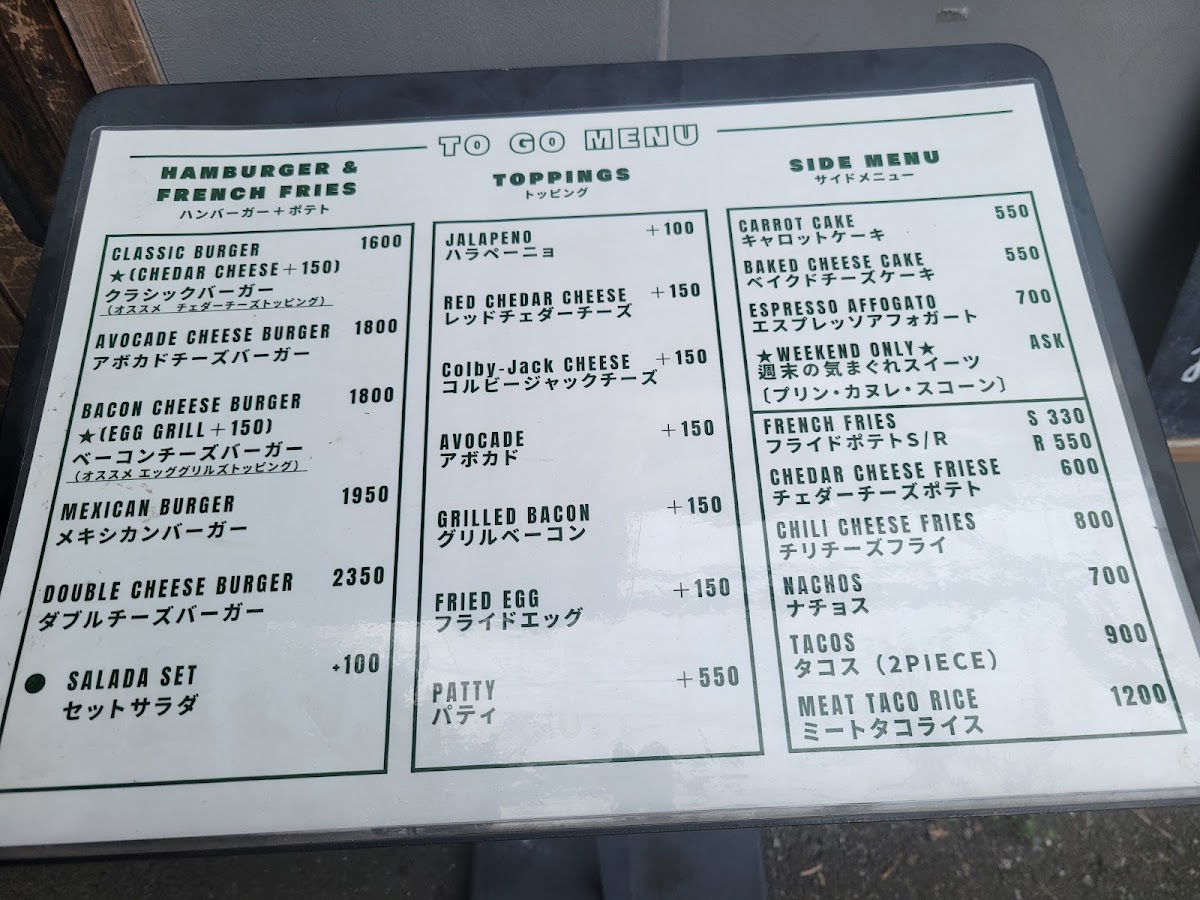 TO GO MENU
HAMBURGER &
FRENCH FRIES
ハンバーガー＋ポテト
CLASSIC BURGER 1600
★(CHEDAR CHEESE＋150)
クラシックバーガー
(オススメ チェダーチーズトッピング)
AVOCADE CHEESE BURGER 1800
アボカドチーズバーガー
BACON CHEESE BURGER 1800
★(EGG GRILL＋150)
ベーコンチーズバーガー
(オススメ エッググリルズトッピング)
MEXICAN BURGER 1950
メキシカンバーガー
DOUBLE CHEESE BURGER 2350
ダブルチーズバーガー
● SALADA SET +100
セットサラダ
TOPPINGS
トッピング
JALAPENO ＋100
ハラペーニョ
RED CHEDAR CHEESE ＋150
レッドチェダーチーズ
Colby-Jack CHEESE ＋150
コルビージャックチーズ
AVOCADE ＋150
アボカド
GRILLED BACON ＋150
グリルベーコン
FRIED EGG ＋150
フライドエッグ
PATTY ＋550
パティ
SIDE MENU
サイドメニュー
CARROT CAKE 550
キャロットケーキ
BAKED CHEESE CAKE 550
ベイクドチーズケーキ
ESPRESSO AFFOGATO 700
エスプレッソアフォガート
★WEEKEND ONLY★ ASK
週末の気まぐれスイーツ
〔プリン・カヌレ・スコーン〕
FRENCH FRIES S 330
フライドポテトS/R R 550
CHEDAR CHEESE FRIESE 600
チェダーチーズポテト
CHILI CHEESE FRIES 800
チリチーズフライ
NACHOS 700
ナチョス
TACOS 900
タコス（2PIECE）
MEAT TACO RICE 1200
ミートタコライス